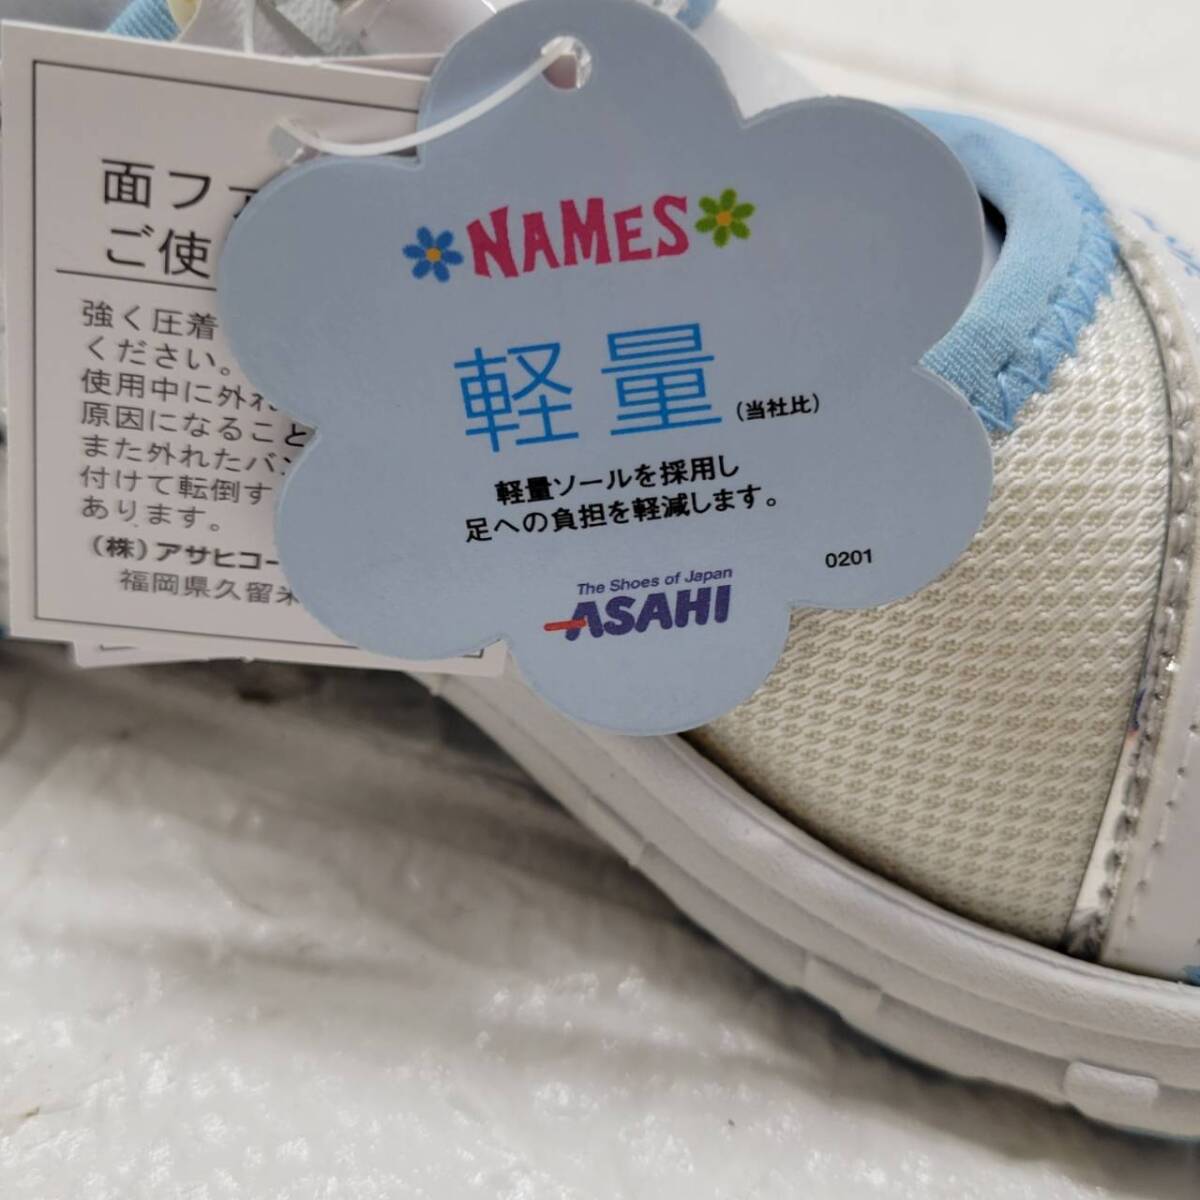 面ファ
ご使
強く圧着
ください。
使用中に外れ
原因になること
また外れたバン
付けて転倒す
あります。
(株)アサヒコー
福岡県久留米
NAMES
軽量
(当社比)
軽量ソールを採用し
足への負担を軽減します。
0201
The Shoes of Japan
ASAHI